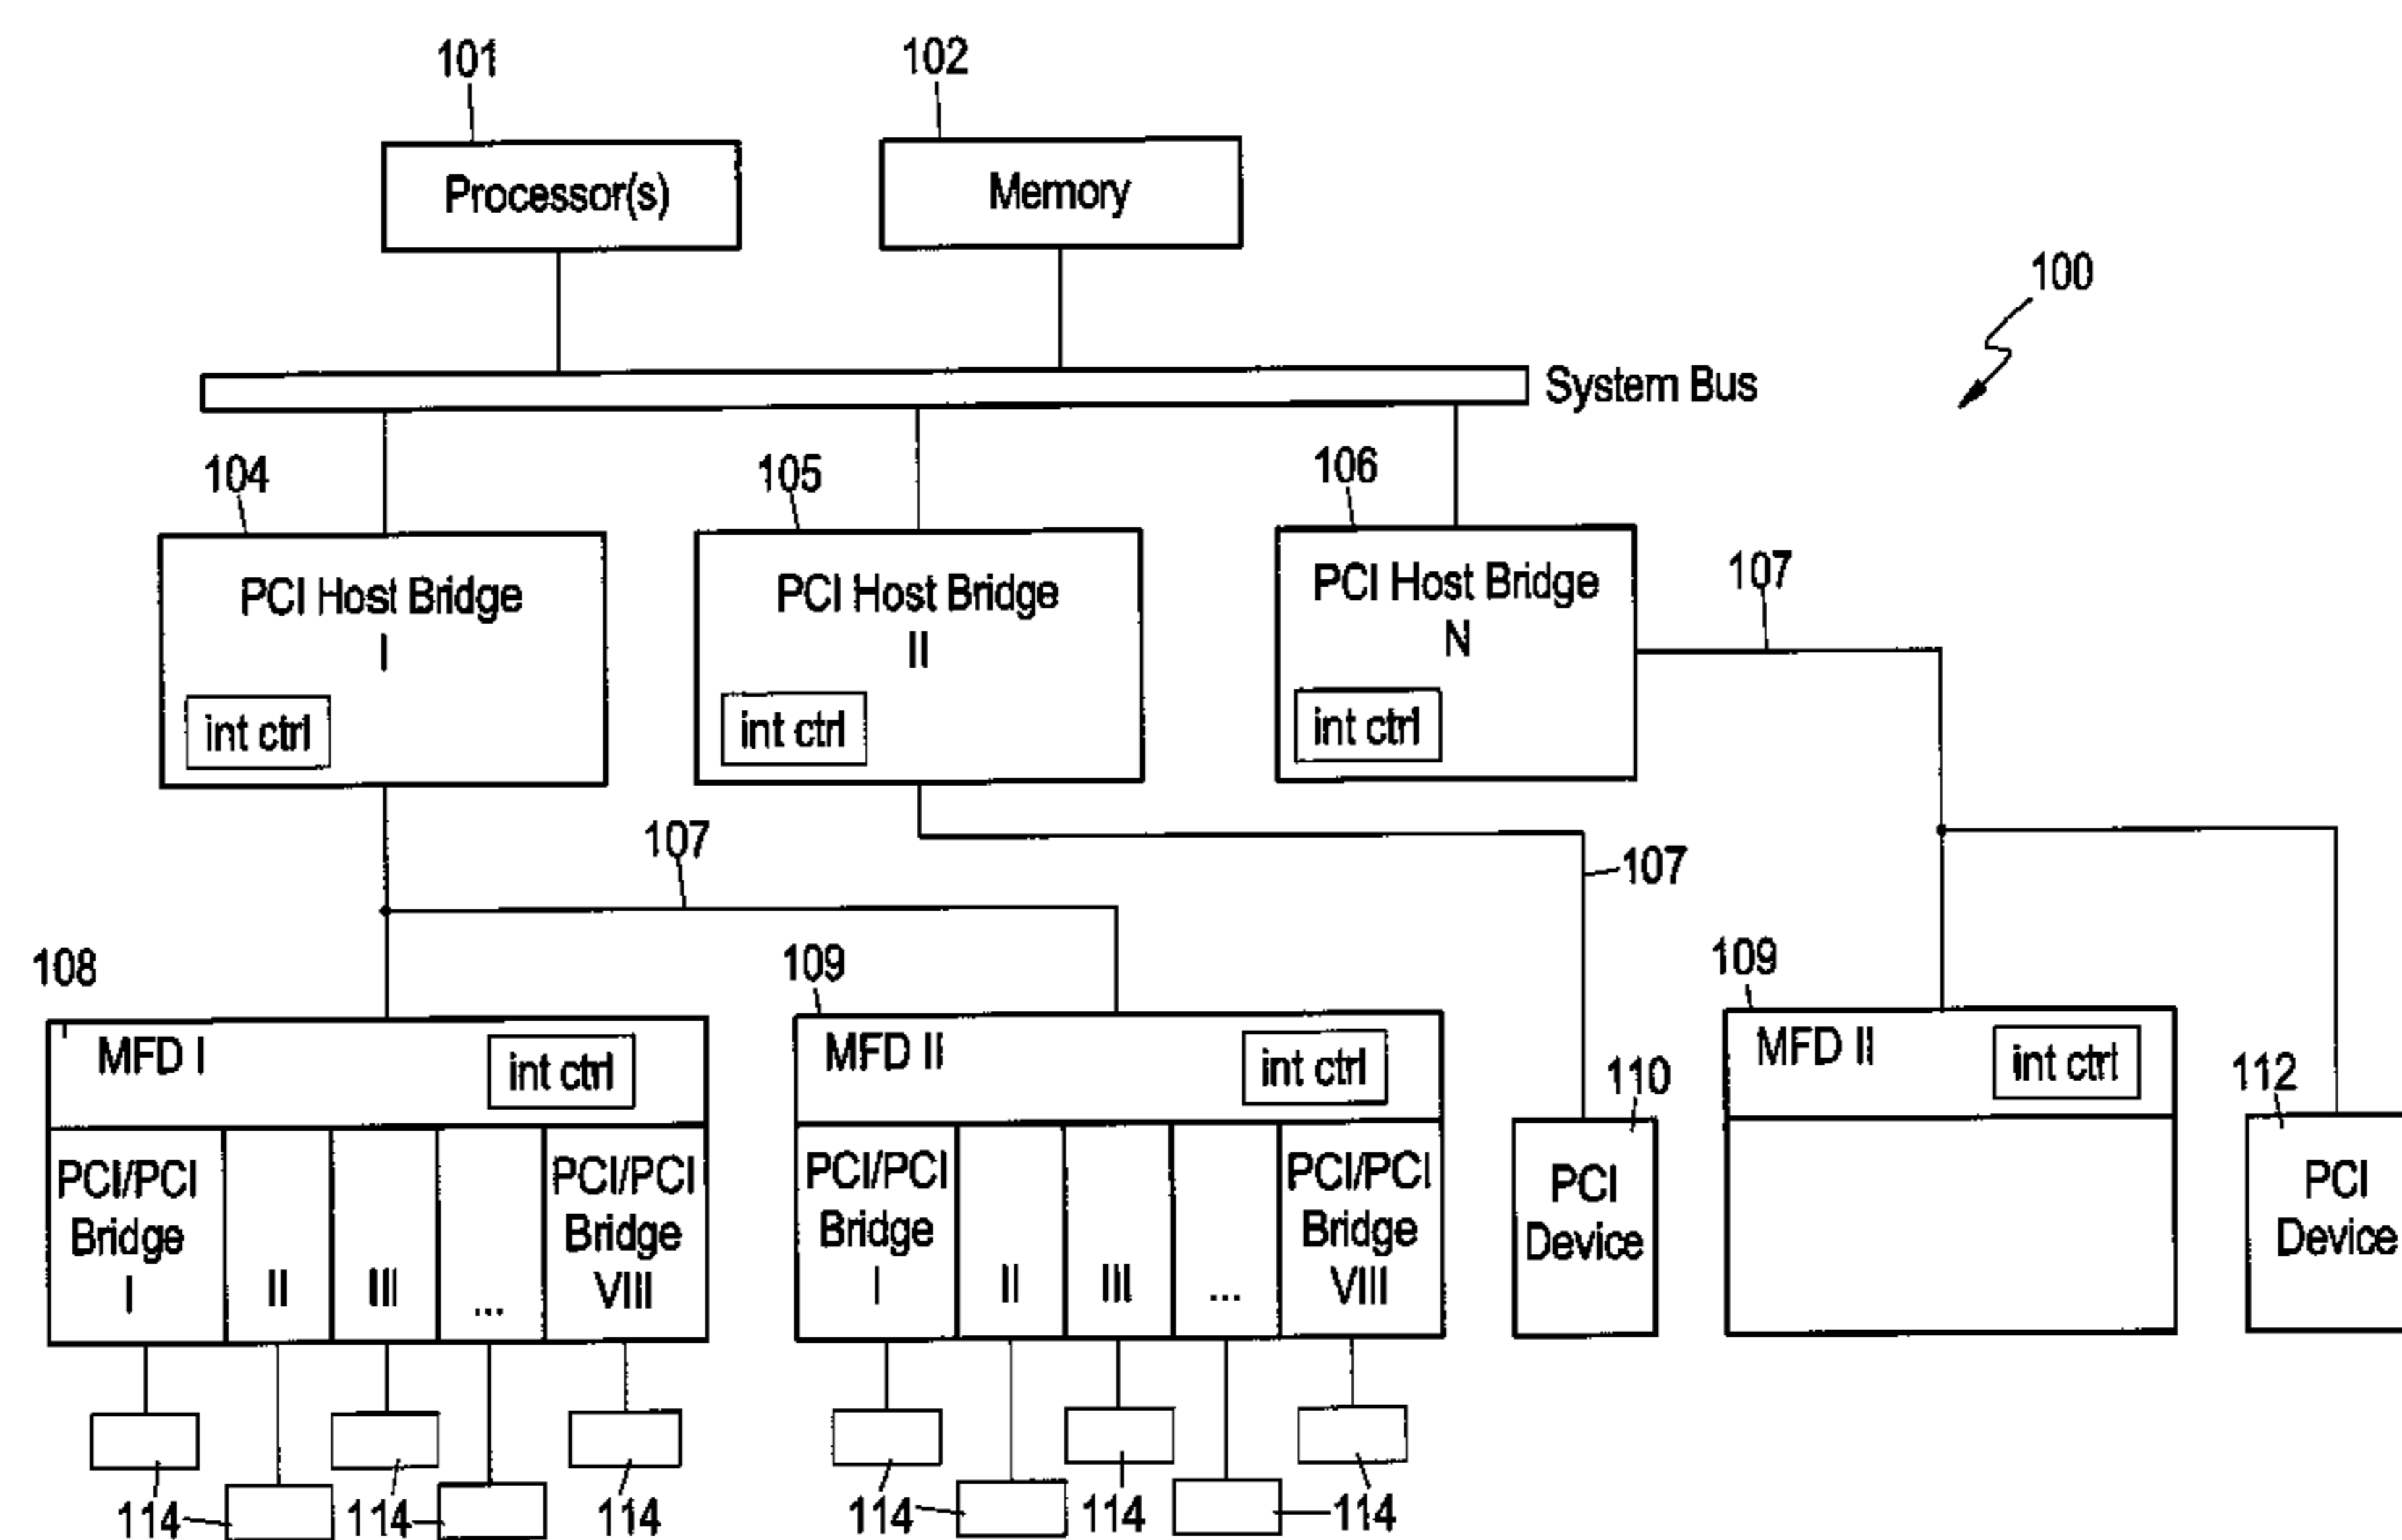 101
102
Processor(s)
Memory
100
System Bus
104
105
106
PCI Host Bridge
I
int ctrl
PCI Host Bridge
II
int ctrl
PCI Host Bridge
N
int ctrl
107
107
107
108
109
109
MFD I
int ctrl
MFD II
int ctrl
MFD II
int ctrl
110
112
PCI/PCI
Bridge
I
II
III
...
PCI/PCI
Bridge
VIII
PCI/PCI
Bridge
I
II
III
...
PCI/PCI
Bridge
VIII
PCI
Device
PCI
Device
114
114
114
114
114
114